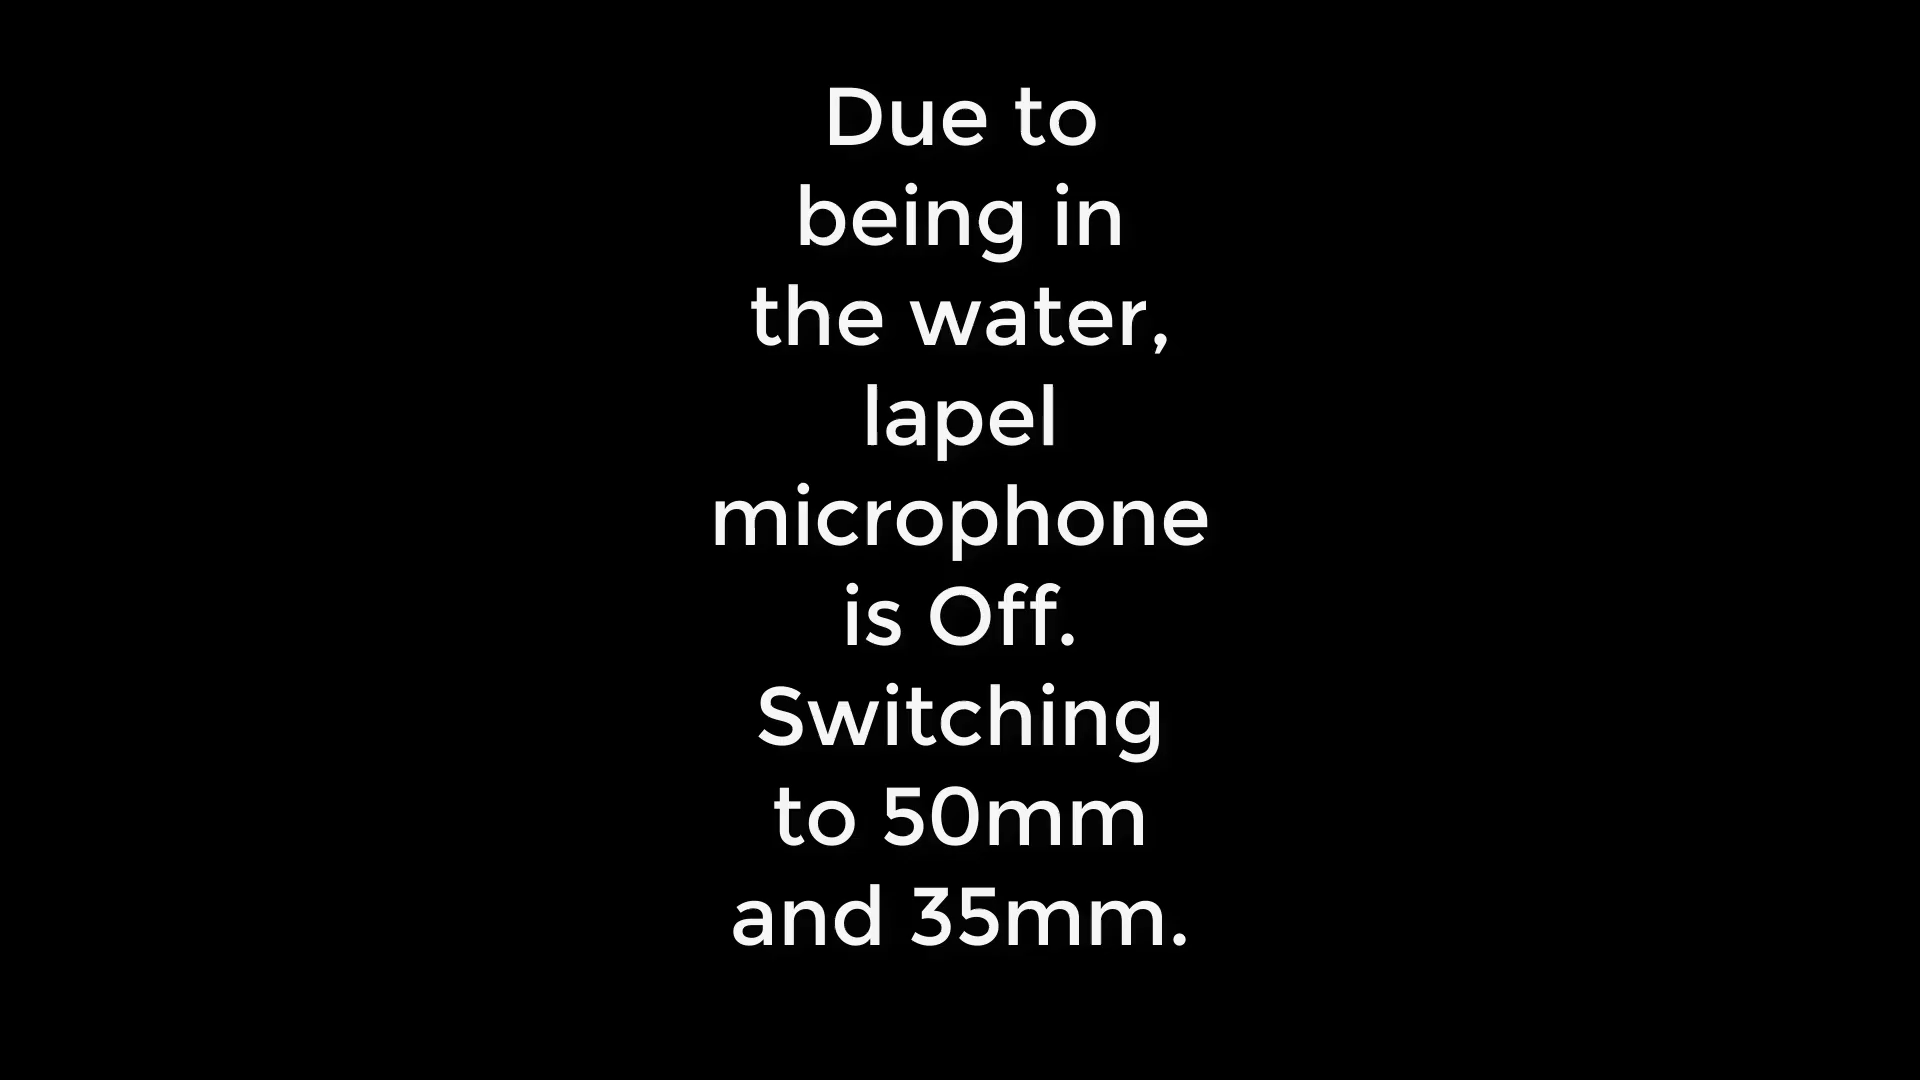 Due to
being in
the water,
lapel
microphone
is Off.
Switching
to 50mm
and 35mm.